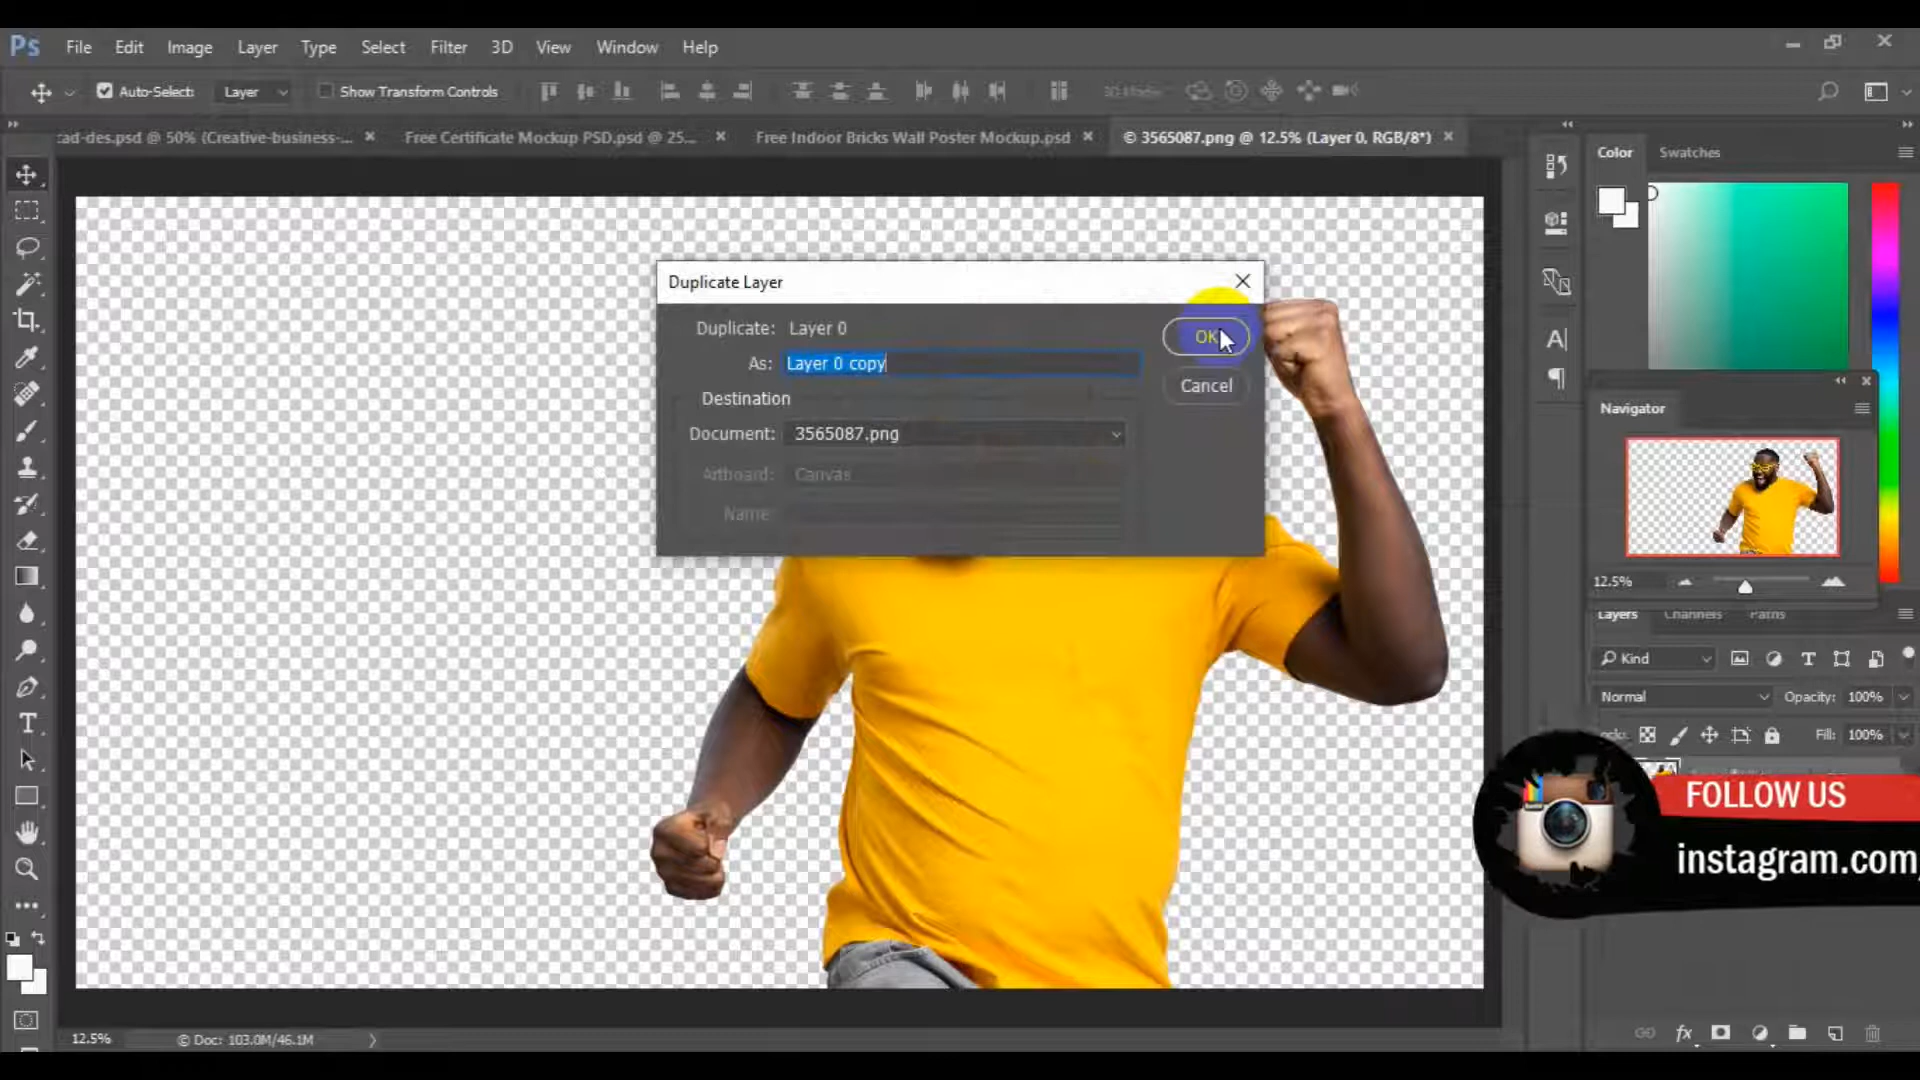 Ps File Edit Image Layer Type Select Filter 3D View Window Help
Auto-Select: Layer Show Transform Controls
cad-des.psd @ 50% (Creative-business-... Free Certificate Mockup PSD.psd @ 25... Free Indoor Bricks Wall Poster Mockup.psd © 3565087.png @ 12.5% (Layer 0, RGB/8*)
Color Swatches
Duplicate Layer
Duplicate: Layer 0
As: Layer 0 copy
Destination
Document: 3565087.png
Artboard: Canvas
Name:
OK
Cancel
Navigator
12.5%
Layers Channels Paths
Kind
Normal Opacity: 100%
Fill: 100%
FOLLOW US
instagram.com/
12.5% © Doc: 103.0M/46.1M
fx